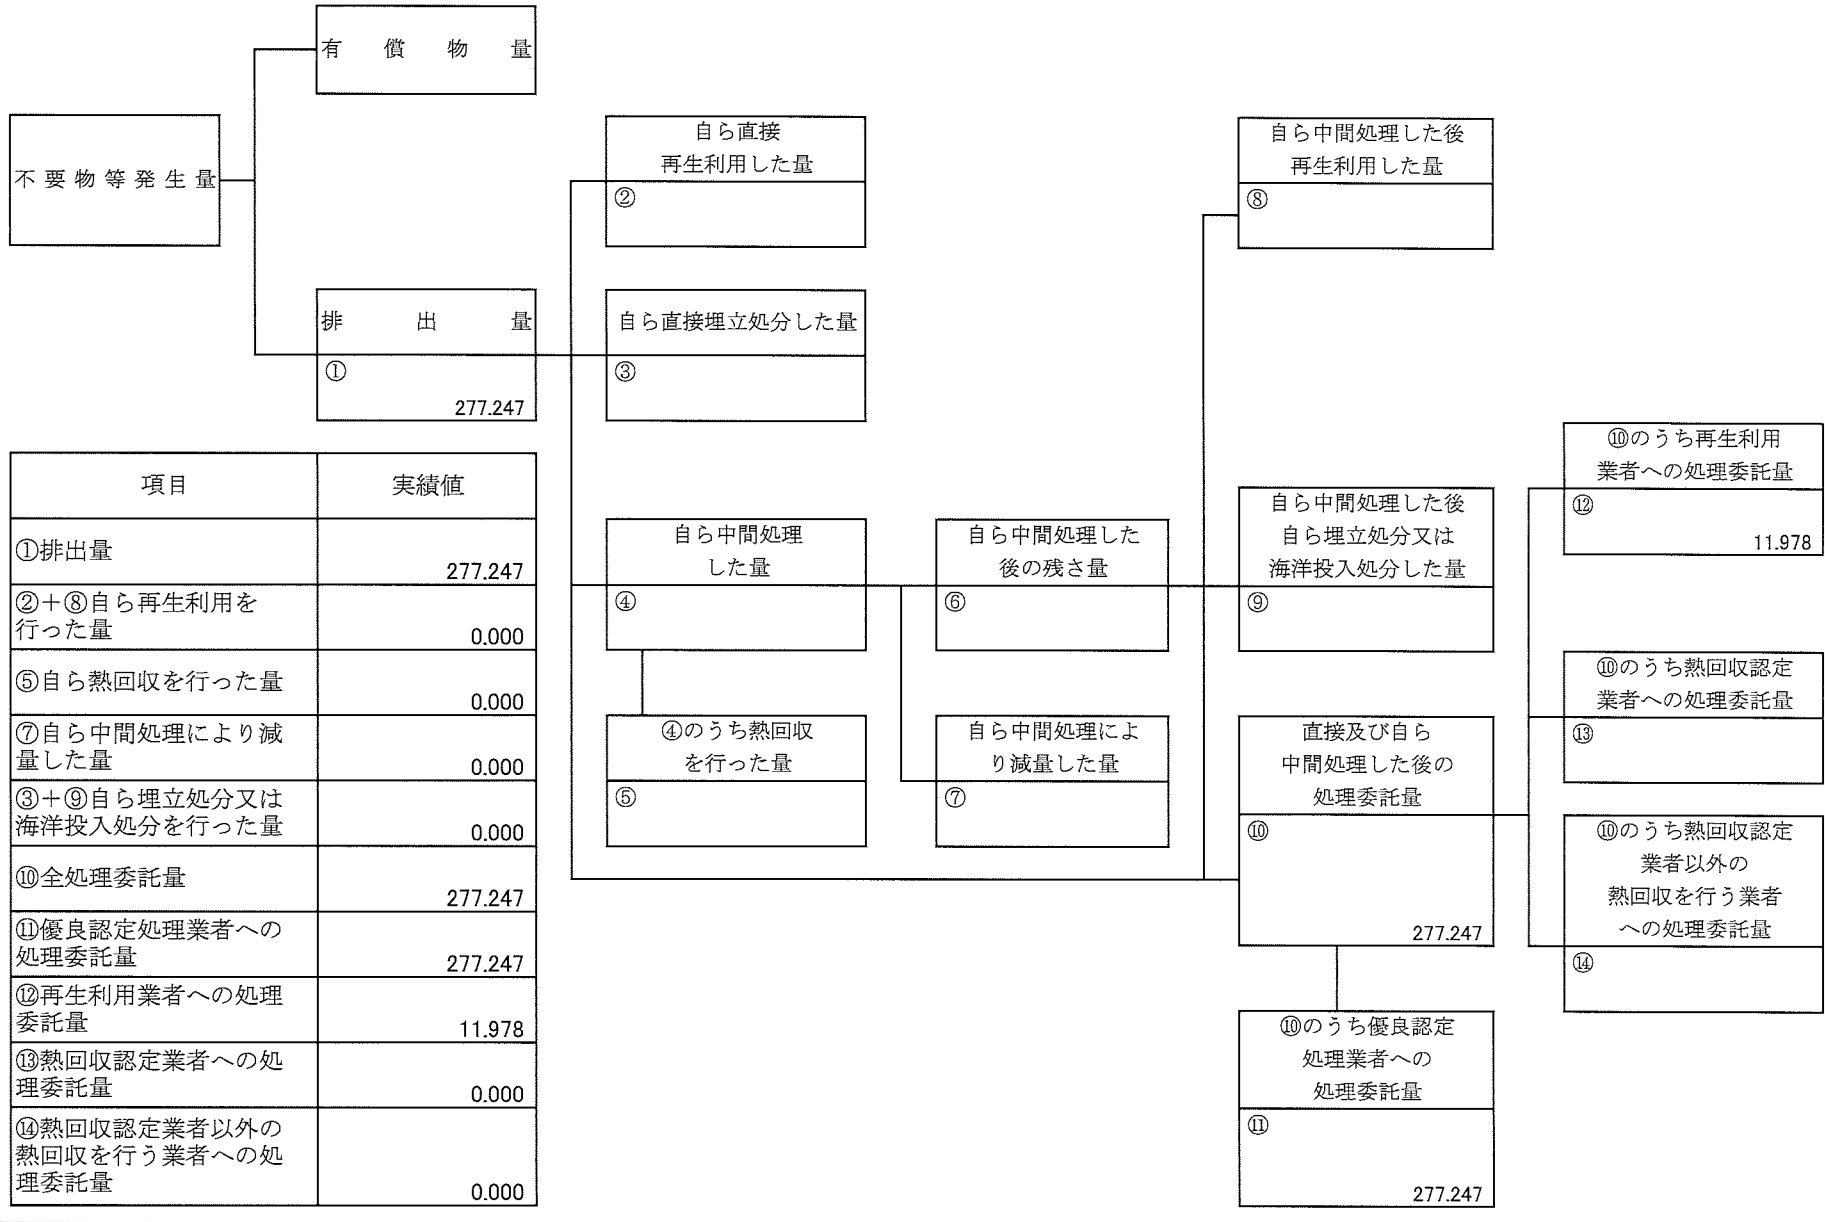 有償物量
不要物等発生量
排出量
①
277.247
自ら直接
再生利用した量
②
自ら直接埋立処分した量
③
自ら中間処理した後
再生利用した量
⑧
項目 実績値
①排出量
277.247
②＋⑧自ら再生利用を
行った量
0.000
⑤自ら熱回収を行った量
0.000
⑦自ら中間処理により減
量した量
0.000
③＋⑨自ら埋立処分又は
海洋投入処分を行った量
0.000
⑩全処理委託量
277.247
⑪優良認定処理業者への
処理委託量
277.247
⑫再生利用業者への処理
委託量
11.978
⑬熱回収認定業者への処
理委託量
0.000
⑭熱回収認定業者以外の
熱回収を行う業者への処
理委託量
0.000
自ら中間処理
した量
④
④のうち熱回収
を行った量
⑤
自ら中間処理した
後の残さ量
⑥
自ら中間処理によ
り減量した量
⑦
自ら中間処理した後
自ら埋立処分又は
海洋投入処分した量
⑨
直接及び自ら
中間処理した後の
処理委託量
⑩
277.247
⑩のうち優良認定
処理業者への
処理委託量
⑪
277.247
⑩のうち再生利用
業者への処理委託量
⑫
11.978
⑩のうち熱回収認定
業者への処理委託量
⑬
⑩のうち熱回収認定
業者以外の
熱回収を行う業者
への処理委託量
⑭